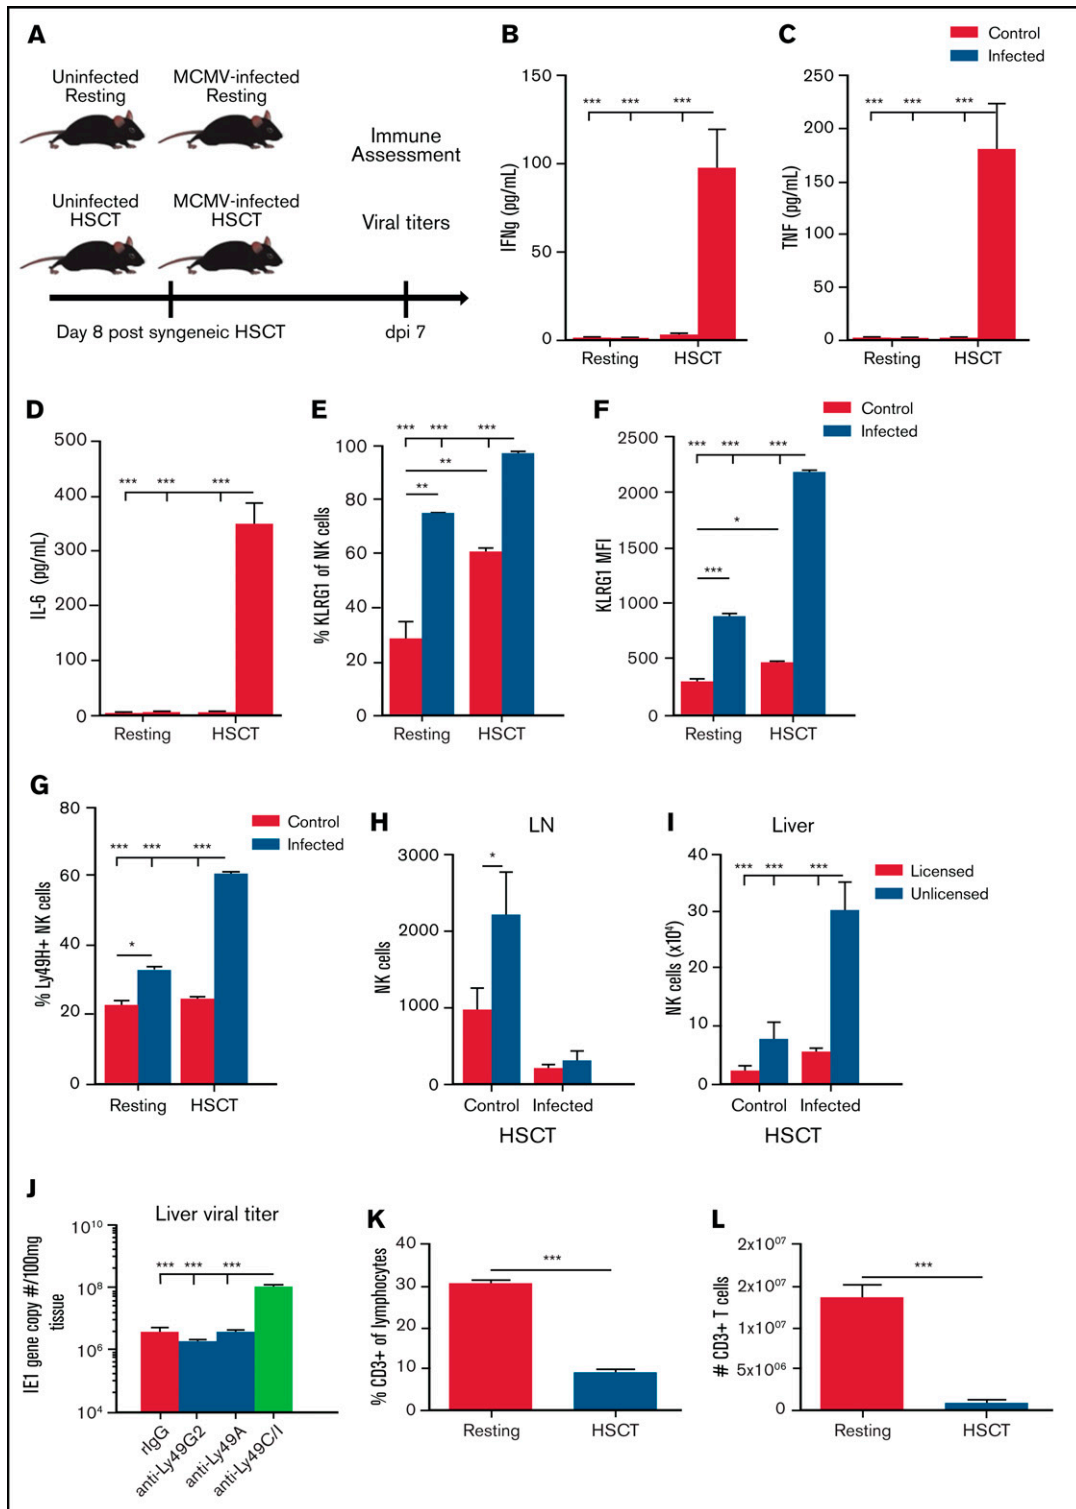 A
Uninfected
Resting
MCMV-infected
Resting
Immune
Assessment
Uninfected
HSCT
MCMV-infected
HSCT
Viral titers
Day 8 post syngeneic HSCT
dpi 7
B
Control
Infected
IFNg (pg/mL)
150
100
50
0
*** *** ***
Resting HSCT
C
TNF (pg/mL)
250
200
150
100
50
0
*** *** ***
Resting HSCT
D
IL-6 (pg/mL)
500
400
300
200
100
0
*** *** ***
Resting HSCT
E
% KLRG1 of NK cells
100
80
60
40
20
0
*** *** ***
**
**
Resting HSCT
F
Control
Infected
KLRG1 MFI
2500
2000
1500
1000
500
0
*** *** ***
*
***
Resting HSCT
G
% Ly49H+ NK cells
80
60
40
20
0
Control
Infected
*** *** ***
*
Resting HSCT
H
LN
NK cells
3000
2000
1000
0
*
Control Infected
HSCT
I
Liver
NK cells (x10⁴)
40
30
20
10
0
*** *** ***
Licensed
Unlicensed
Control Infected
HSCT
J
Liver viral titer
IE1 gene copy #/100mg
tissue
10¹⁰
10⁸
10⁶
10⁴
*** *** ***
rIgG
anti-Ly49G2
anti-Ly49A
anti-Ly49C/I
K
% CD3+ of lymphocytes
40
30
20
10
0
***
Resting HSCT
L
# CD3+ T cells
2x10⁰⁷
2x10⁰⁷
1x10⁰⁷
5x10⁰⁶
0
***
Resting HSCT